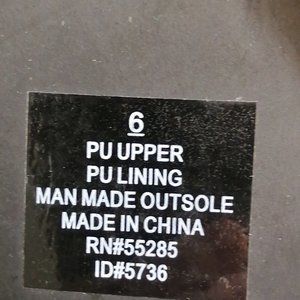 6
PU UPPER
PU LINING
MAN MADE OUTSOLE
MADE IN CHINA
RN#55285
ID#5736